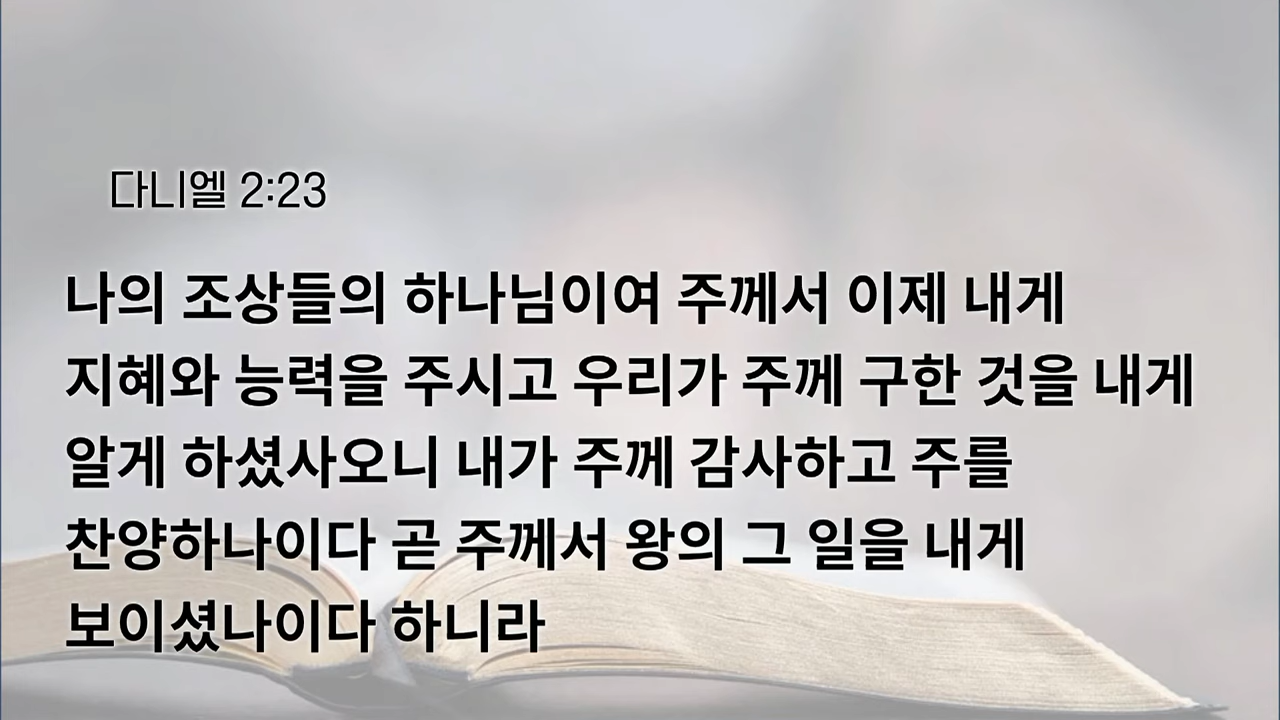 다니엘 2:23
나의 조상들의 하나님이여 주께서 이제 내게
지혜와 능력을 주시고 우리가 주께 구한 것을 내게
알게 하셨사오니 내가 주께 감사하고 주를
찬양하나이다 곧 주께서 왕의 그 일을 내게
보이셨나이다 하니라